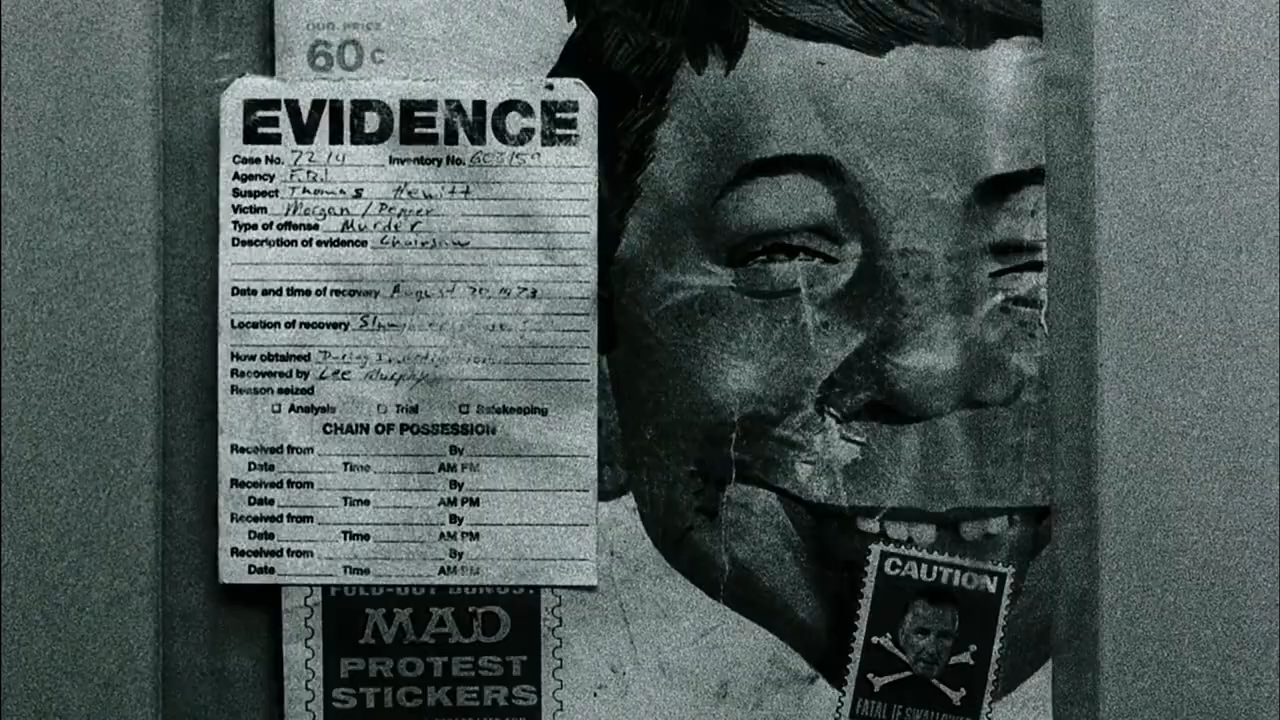 OUR PRICE
60c
EVIDENCE
Case No. 7214 Inventory No.
Agency F.B.I
Suspect Thomas Hewitt
Victim Morgan / Pepper
Type of offense Murder
Description of evidence Chainsaw
Date and time of recovery August 20, 1973
Location of recovery
How obtained During
Recovered by Lee Murphy
Reason seized
Analysis Trial Safekeeping
CHAIN OF POSSESSION
Received from By
Date Time AM PM
Received from By
Date Time AM PM
Received from By
Date Time AM PM
Received from By
Date Time AM PM
FOLD-OUT BONUS:
MAD
PROTEST
STICKERS
CAUTION
FATAL IF SWALLOWED